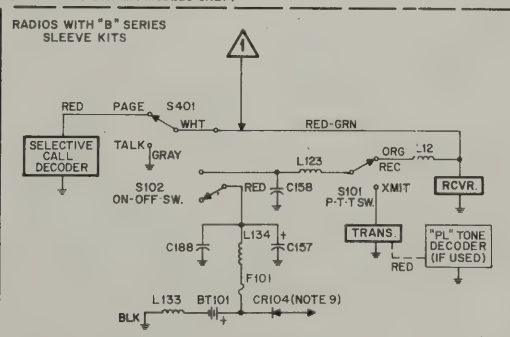 RADIOS WITH "B" SERIES
SLEEVE KITS
1
RED
PAGE
S401
WHT
RED-GRN
SELECTIVE
CALL
DECODER
TALK
GRAY
L123
ORG
L12
REC
S102
ON-OFF SW.
RED
C158
S101
P-T-T SW.
XMIT
RCVR.
TRANS.
"PL" TONE
DECODER
(IF USED)
RED
C188
L134
C157
+
F101
L133
BT101
CR104(NOTE 9)
BLK
+